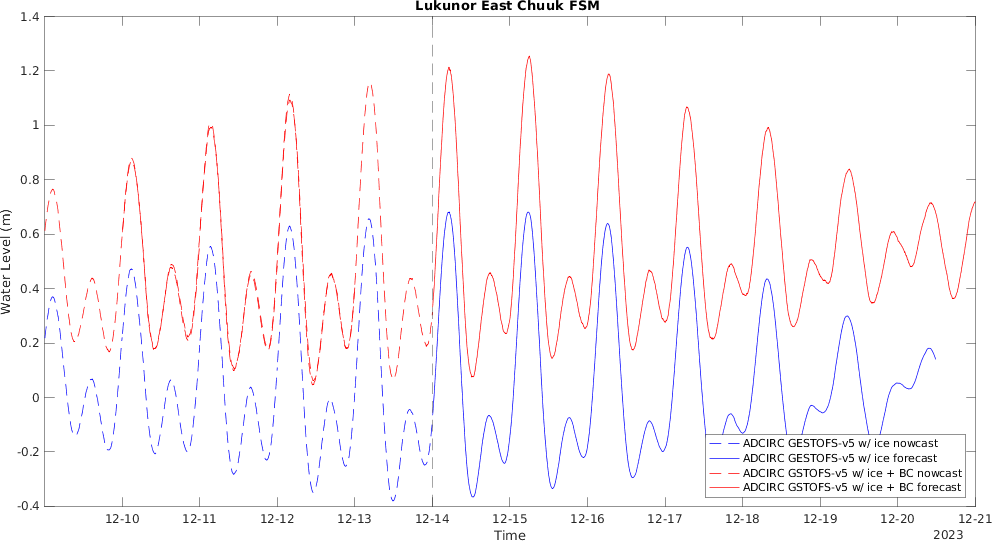 Lukunor East Chuuk FSM
1.4
1.2
1
0.8
0.6
0.4
0.2
0
-0.2
-0.4
Water Level (m)
ADCIRC GESTOFS-v5 w/ ice nowcast
ADCIRC GESTOFS-v5 w/ ice forecast
ADCIRC GSTOFS-v5 w/ ice + BC nowcast
ADCIRC GSTOFS-v5 w/ ice + BC forecast
12-10 12-11 12-12 12-13 12-14 12-15 12-16 12-17 12-18 12-19 12-20 12-21
Time
2023